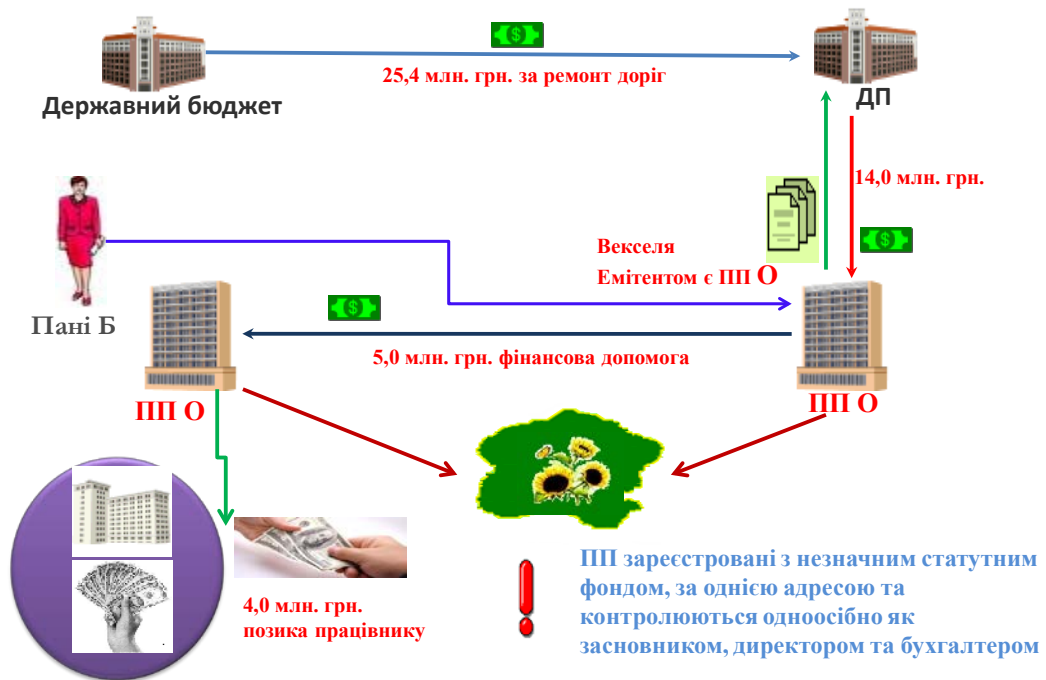 25,4 млн. грн. за ремонт доріг
Державний бюджет
ДП
14,0 млн. грн.
Векселя
Емітентом є ПП О
Пані Б
5,0 млн. грн. фінансова допомога
ПП О
ПП О
4,0 млн. грн.
позика працівнику
ПП зареєстровані з незначним статутним
фондом, за однією адресою та
контролюються одноосібно як
засновником, директором та бухгалтером